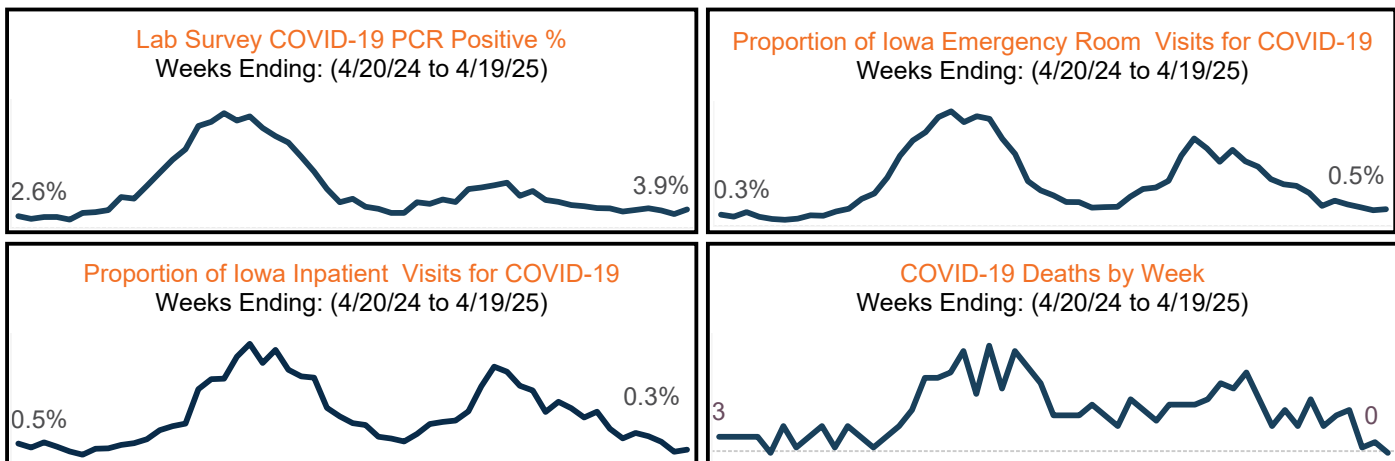 Lab Survey COVID-19 PCR Positive %
Weeks Ending: (4/20/24 to 4/19/25)
2.6%
3.9%
Proportion of Iowa Emergency Room  Visits for COVID-19
Weeks Ending: (4/20/24 to 4/19/25)
0.3%
0.5%
Proportion of Iowa Inpatient  Visits for COVID-19
Weeks Ending: (4/20/24 to 4/19/25)
0.5%
0.3%
COVID-19 Deaths by Week
Weeks Ending: (4/20/24 to 4/19/25)
3
0